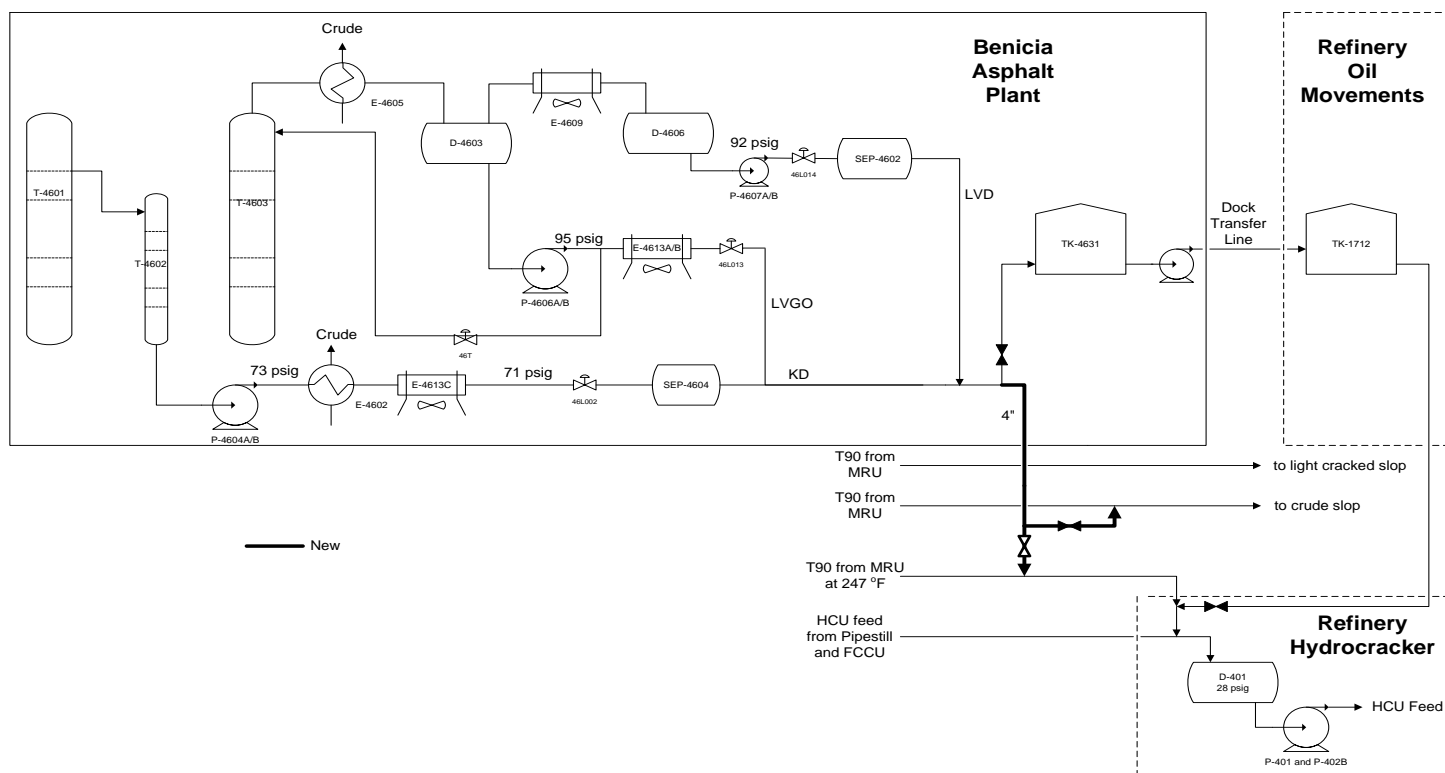 Crude
Benicia
Asphalt
Plant
Refinery
Oil
Movements
E-4605
E-4609
D-4603
D-4606
92 psig
SEP-4602
46L014
P-4607A/B
T-4601
T-4603
T-4602
LVD
Dock
Transfer
Line
TK-4631
TK-1712
95 psig
E-4613A/B
46L013
P-4606A/B
LVGO
46T
Crude
73 psig
71 psig
KD
E-4613C
SEP-4604
E-4602
46L002
P-4604A/B
4"
T90 from
MRU
to light cracked slop
T90 from
MRU
to crude slop
New
T90 from MRU
at 247 °F
HCU feed
from Pipestill
and FCCU
Refinery
Hydrocracker
D-401
28 psig
HCU Feed
P-401 and P-402B